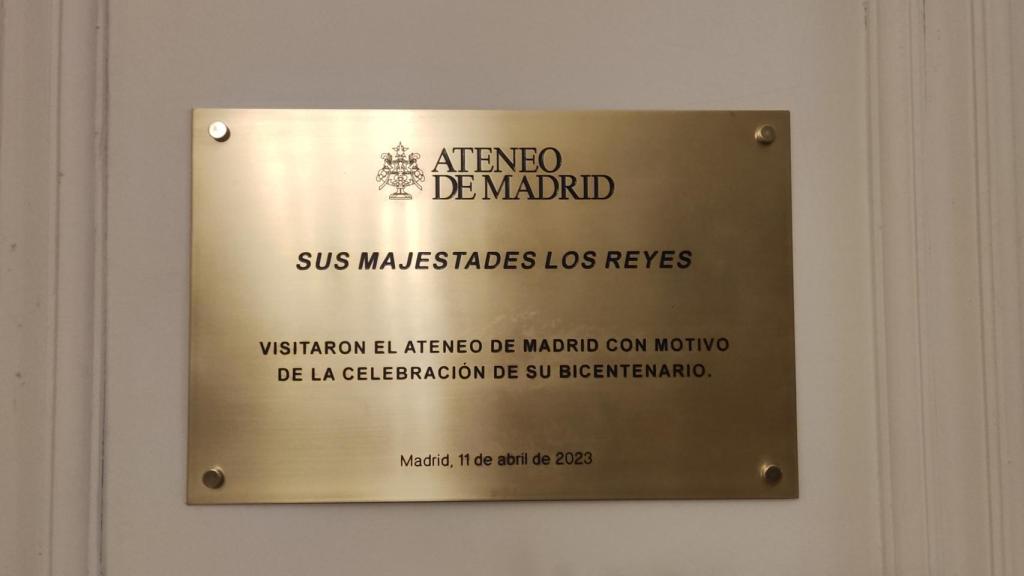 ATENEO
DE MADRID
SUS MAJESTADES LOS REYES
VISITARON EL ATENEO DE MADRID CON MOTIVO
DE LA CELEBRACIÓN DE SU BICENTENARIO.
Madrid, 11 de abril de 2023